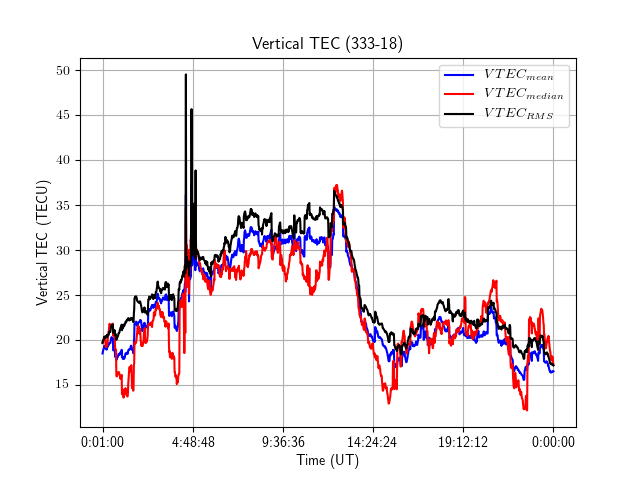 Vertical TEC (333-18)
VTEC_mean
VTEC_median
VTEC_RMS
Vertical TEC (TECU)
50
45
40
35
30
25
20
15
0:01:00 4:48:48 9:36:36 14:24:24 19:12:12 0:00:00
Time (UT)